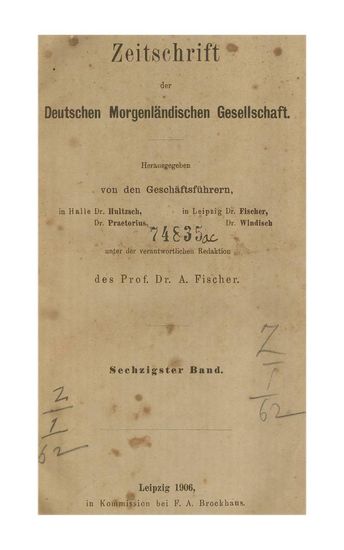 Zeitschrift
der
Deutschen Morgenländischen Gesellschaft.
Herausgegeben
von den Geschäftsführern,
in Halle Dr. Hultzsch, in Leipzig Dr. Fischer,
Dr. Praetorius, Dr. Windisch
74835
unter der verantwortlichen Redaktion
des Prof. Dr. A. Fischer.
Sechzigster Band.
Z
1
62
Z
1
62
Leipzig 1906,
in Kommission bei F. A. Brockhaus.